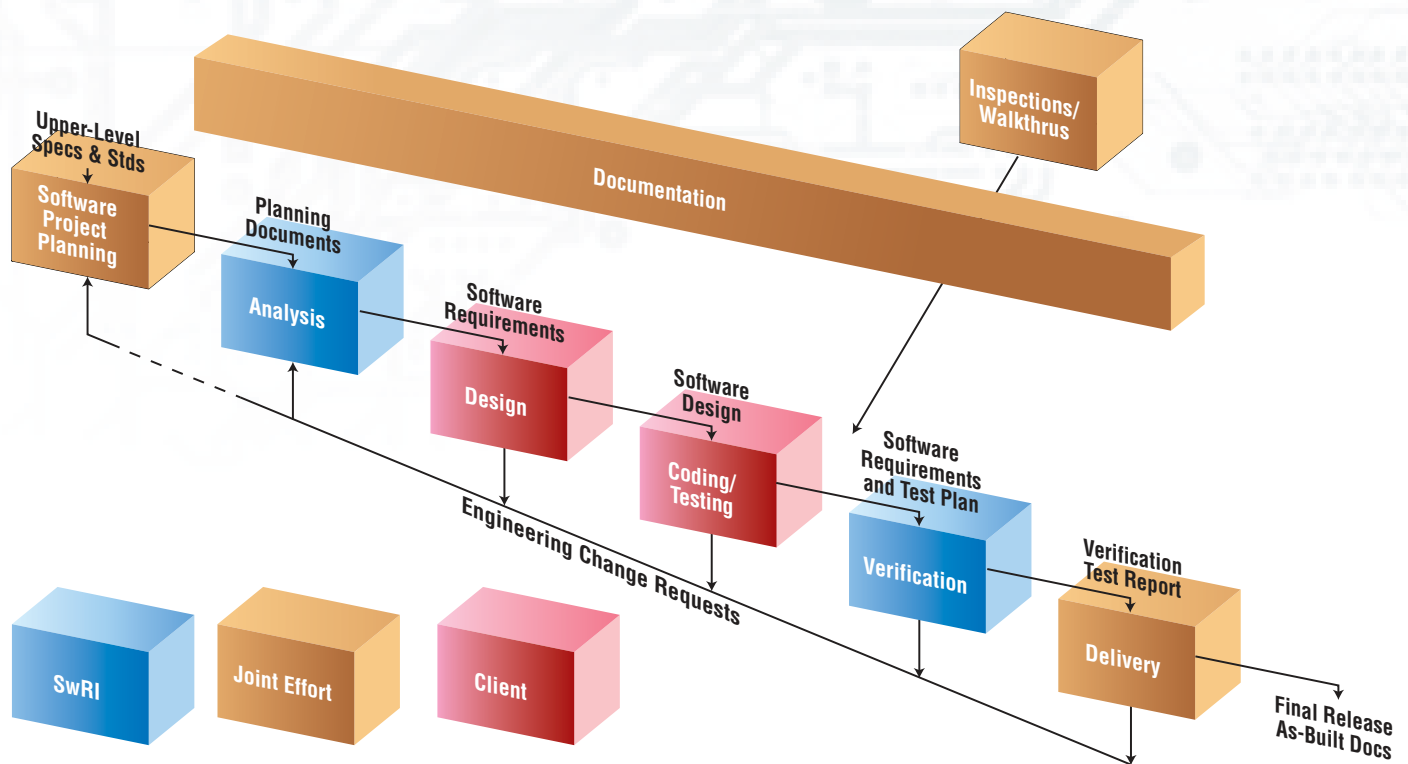 Inspections/
Walkthrus
Documentation
Upper-Level
Specs & Stds
Software
Project
Planning
Planning
Documents
Analysis
Software
Requirements
Design
Software
Design
Coding/
Testing
Software
Requirements
and Test Plan
Verification
Verification
Test Report
Delivery
Final Release
As-Built Docs
Engineering Change Requests
SwRI
Joint Effort
Client